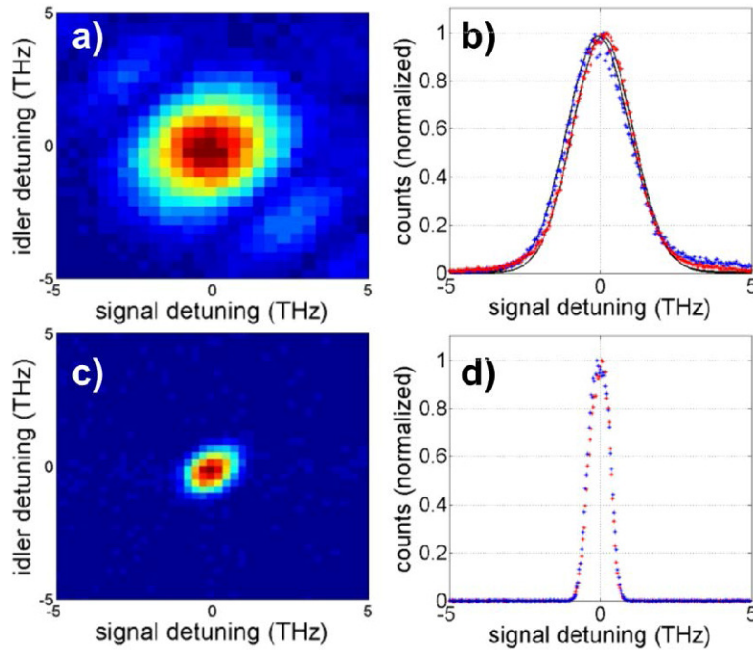 a)
idler detuning (THz)
5
0
-5
-5
0
5
signal detuning (THz)
b)
counts (normalized)
1
0.8
0.6
0.4
0.2
0
-5
0
5
signal detuning (THz)
c)
idler detuning (THz)
5
0
-5
-5
0
5
signal detuning (THz)
d)
counts (normalized)
1
0.8
0.6
0.4
0.2
0
-5
0
5
signal detuning (THz)